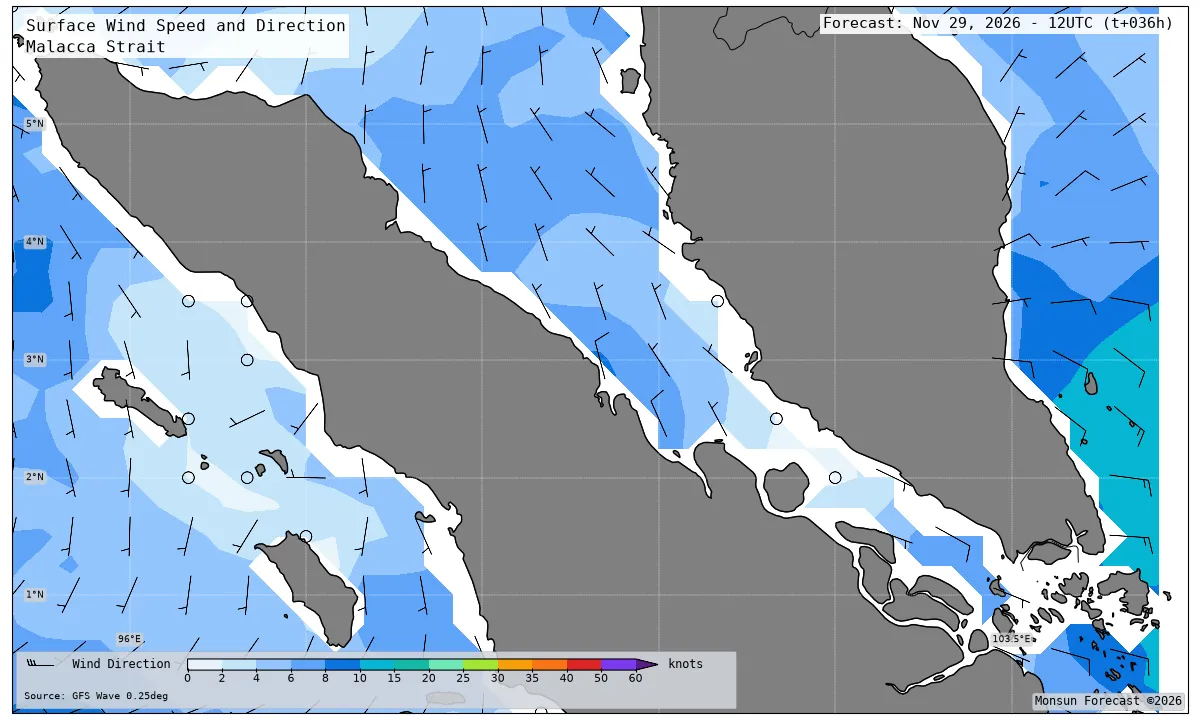 Surface Wind Speed and Direction
Malacca Strait
Forecast: Nov 29, 2026 - 12UTC (t+036h)
5°N
4°N
3°N
2°N
1°N
96°E
103.5°E
Wind Direction
knots
0 2 4 6 8 10 15 20 25 30 40 50 60
Source: GFS Wave 0.25deg
Monsun Forecast ©2026